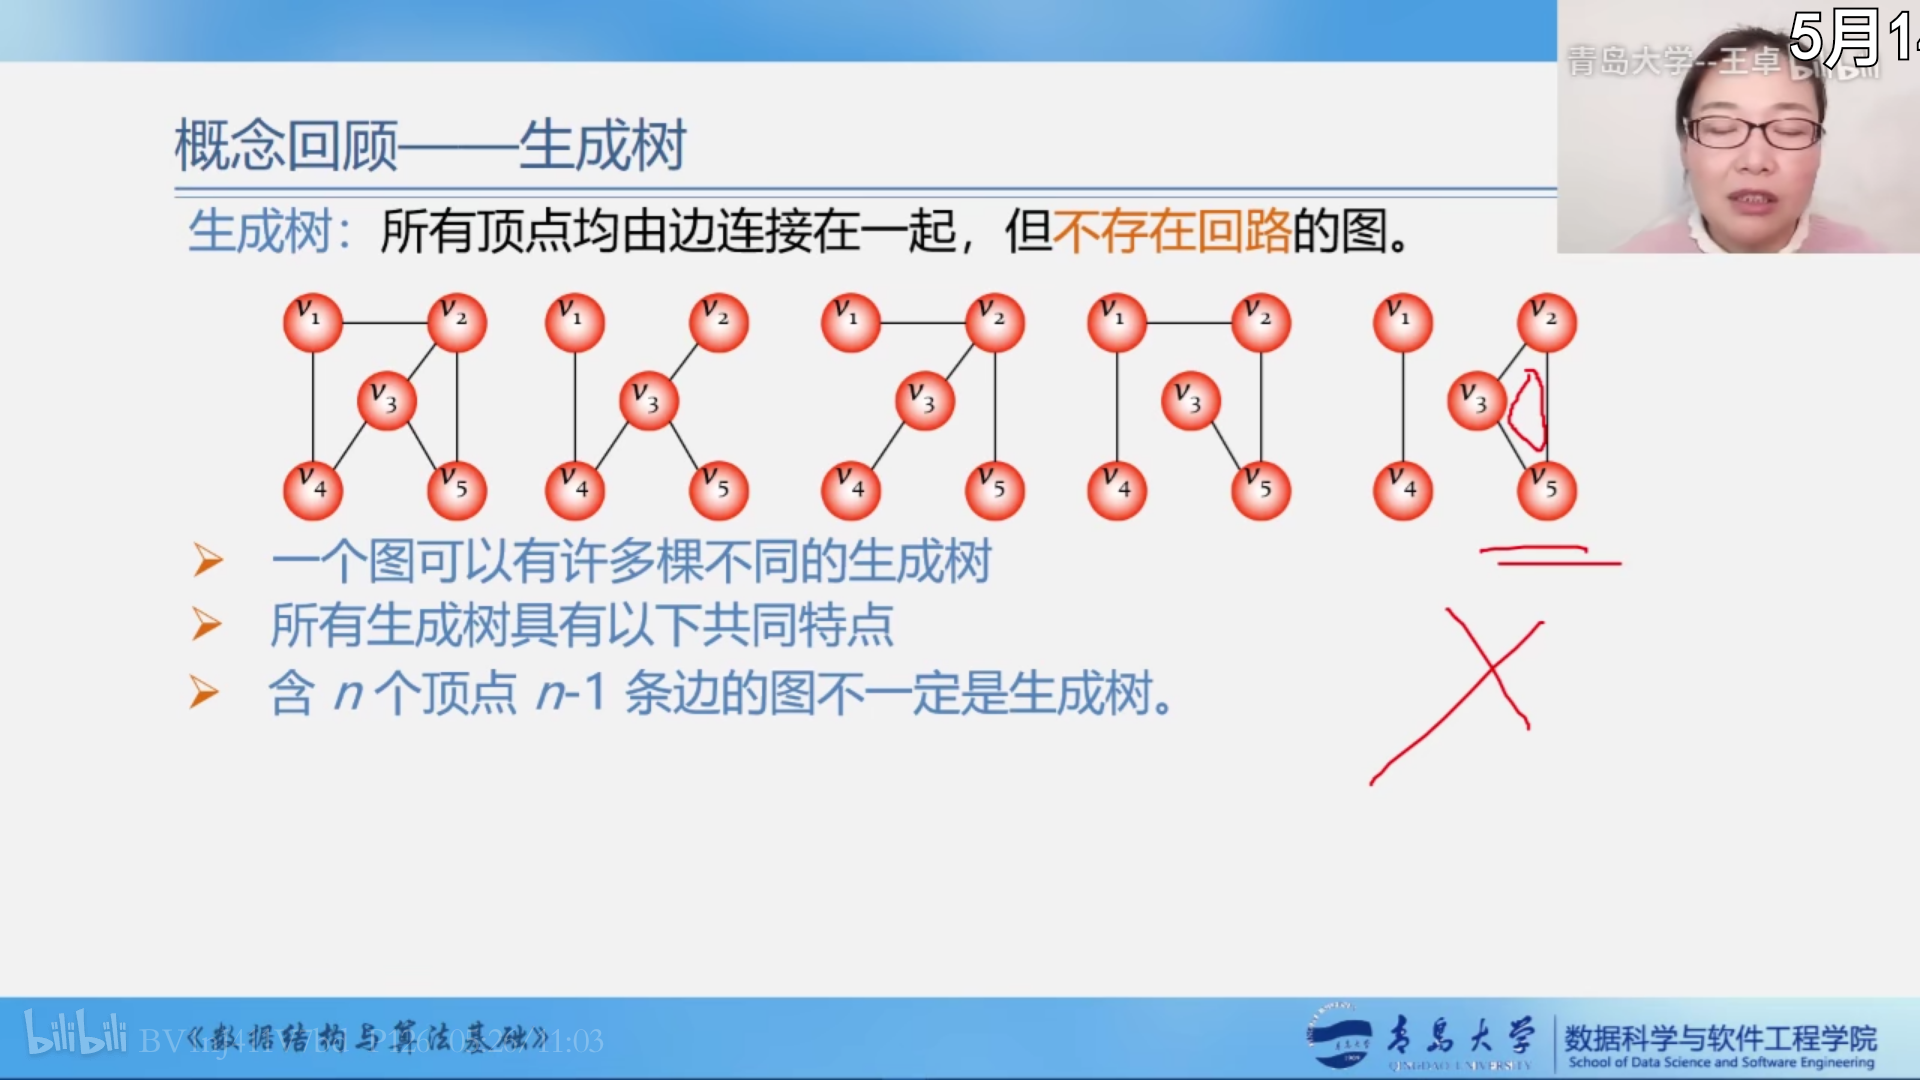 5月14
青岛大学--王卓
bilibili
概念回顾——生成树
生成树：所有顶点均由边连接在一起，但不存在回路的图。
v1 v2 v1 v2 v1 v2 v1 v2 v1 v2
v3 v3 v3 v3 v3
v4 v5 v4 v5 v4 v5 v4 v5 v4 v5
➢ 一个图可以有许多棵不同的生成树
➢ 所有生成树具有以下共同特点
➢ 含 n 个顶点 n-1 条边的图不一定是生成树。
bilibili
《数据结构与算法基础》
11:03
青岛大学
QINGDAO UNIVERSITY
数据科学与软件工程学院
School of Data Science and Software Engineering